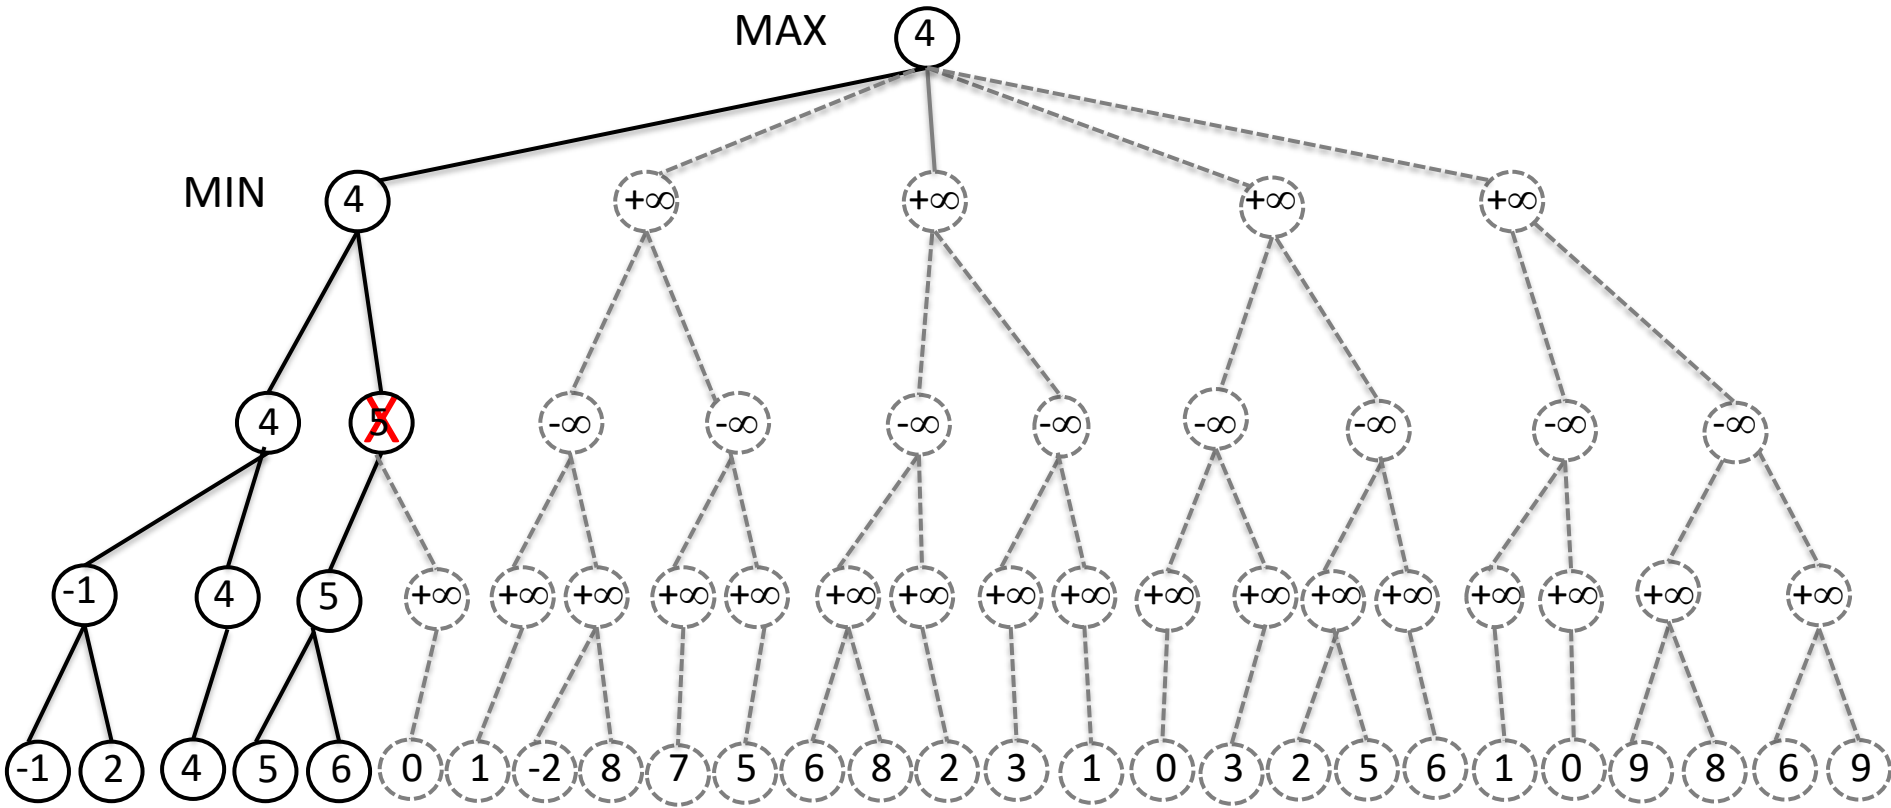 MAX 4
MIN 4 +∞ +∞ +∞ +∞
4 5 -∞ -∞ -∞ -∞ -∞ -∞ -∞ -∞
-1 4 5 +∞ +∞ +∞ +∞ +∞ +∞ +∞ +∞ +∞ +∞ +∞ +∞ +∞ +∞ +∞ +∞ +∞
-1 2 4 5 6 0 1 -2 8 7 5 6 8 2 3 1 0 3 2 5 6 1 0 9 8 6 9